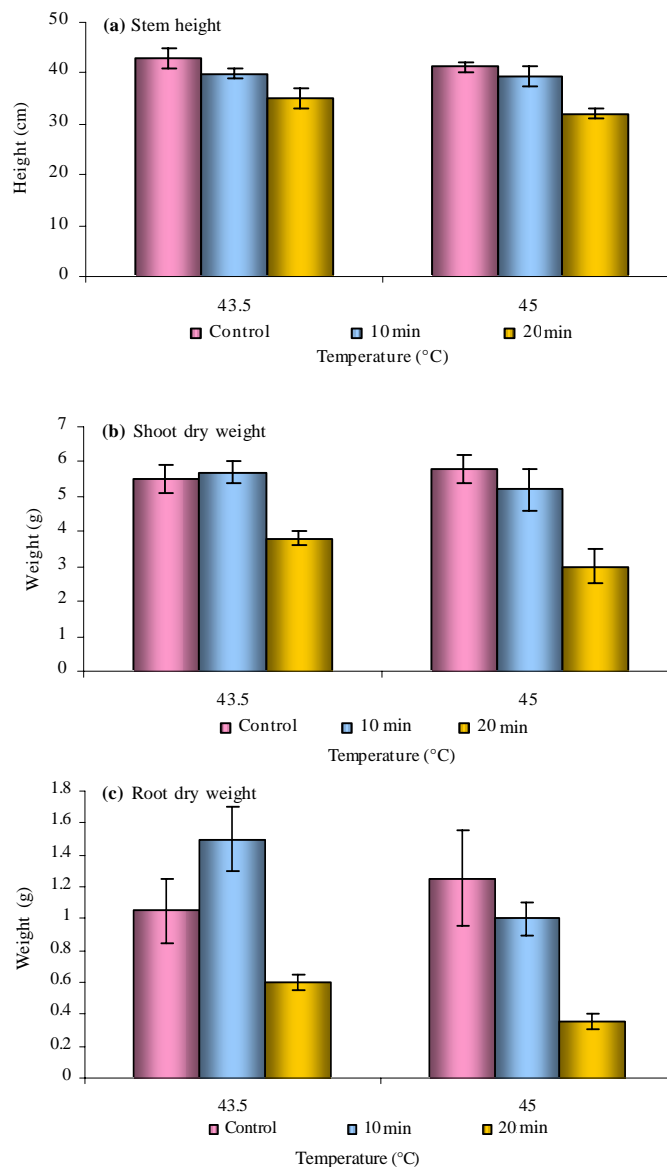 (a) Stem height
50
40
30
20
10
0
Height (cm)
43.5 45
Control 10 min 20 min
Temperature (°C)
(b) Shoot dry weight
7
6
5
4
3
2
1
0
Weight (g)
43.5 45
Control 10 min 20 min
Temperature (°C)
(c) Root dry weight
1.8
1.6
1.4
1.2
1
0.8
0.6
0.4
0.2
0
Weight (g)
43.5 45
Control 10 min 20 min
Temperature (°C)